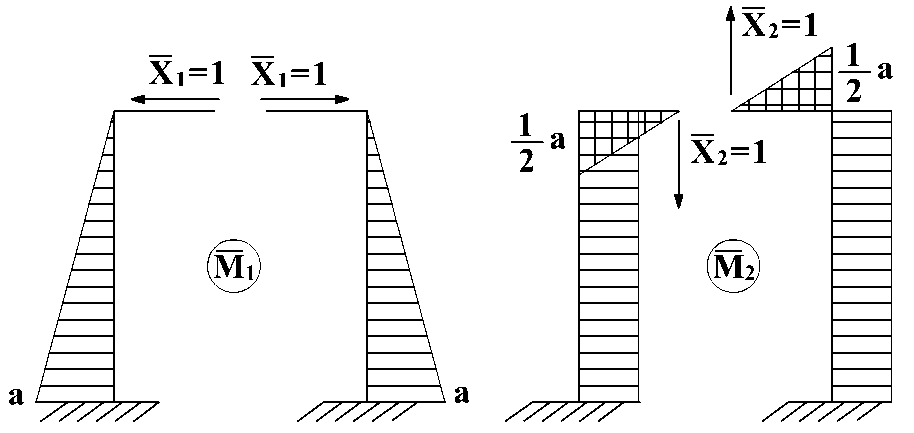 X̄₁=1 X̄₁=1
X̄₂=1
1/2 a
1/2 a
X̄₂=1
M̄₁
M̄₂
a
a